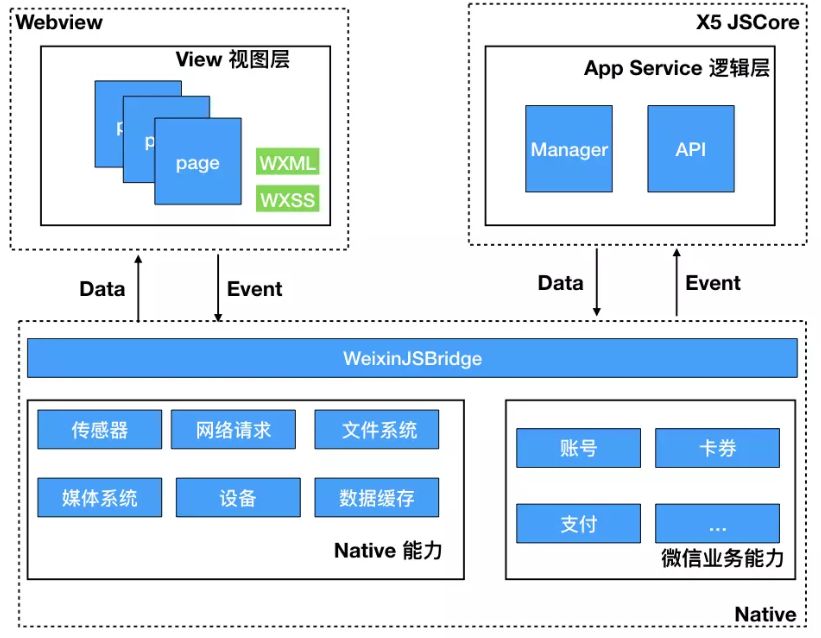 Webview
View 视图层
p
p
page
WXML
WXSS
X5 JSCore
App Service 逻辑层
Manager
API
Data
Event
Data
Event
WeixinJSBridge
传感器
网络请求
文件系统
媒体系统
设备
数据缓存
Native 能力
账号
卡券
支付
...
微信业务能力
Native